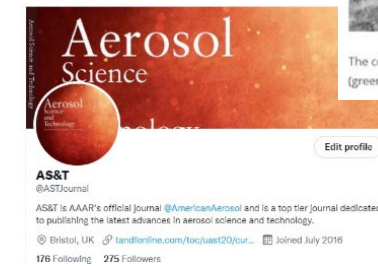 Aerosol
Science
Aerosol Science and Technology
Aerosol
Science
and
Technology
The c
(green
Edit profile
AS&T
@ASTJournal
AS&T is AAAR's official journal @AmericanAerosol and is a top tier journal dedicated
to publishing the latest advances in aerosol science and technology.
Bristol, UK tandfonline.com/toc/uast20/cur... Joined July 2016
176 Following 275 Followers